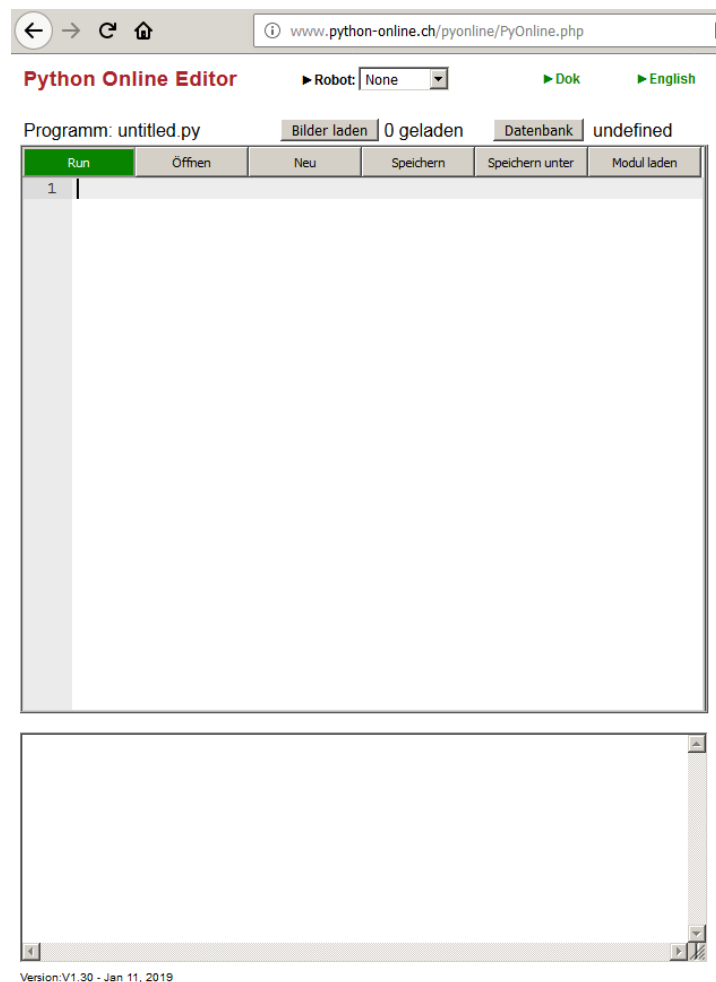 www.python-online.ch/pyonline/PyOnline.php
Python Online Editor ►Robot: None ►Dok ►English
Programm: untitled.py Bilder laden 0 geladen Datenbank undefined
Run Öffnen Neu Speichern Speichern unter Modul laden
1
Version:V1.30 - Jan 11, 2019